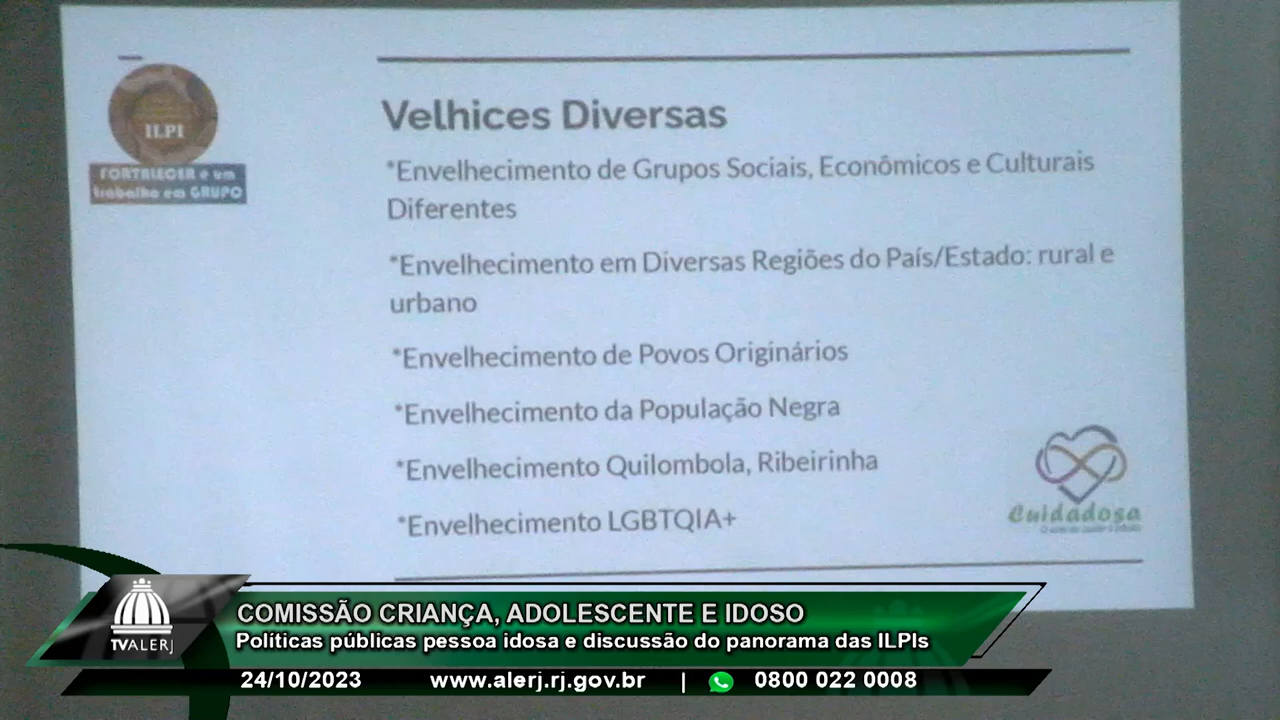 ILPI
FORTALECER é um
trabalho em GRUPO
Velhices Diversas
*Envelhecimento de Grupos Sociais, Econômicos e Culturais
Diferentes
*Envelhecimento em Diversas Regiões do País/Estado: rural e
urbano
*Envelhecimento de Povos Originários
*Envelhecimento da População Negra
*Envelhecimento Quilombola, Ribeirinha
*Envelhecimento LGBTQIA+
Cuidadosa
COMISSÃO CRIANÇA, ADOLESCENTE E IDOSO
Políticas públicas pessoa idosa e discussão do panorama das ILPIs
TVALERJ
24/10/2023 www.alerj.rj.gov.br | 0800 022 0008